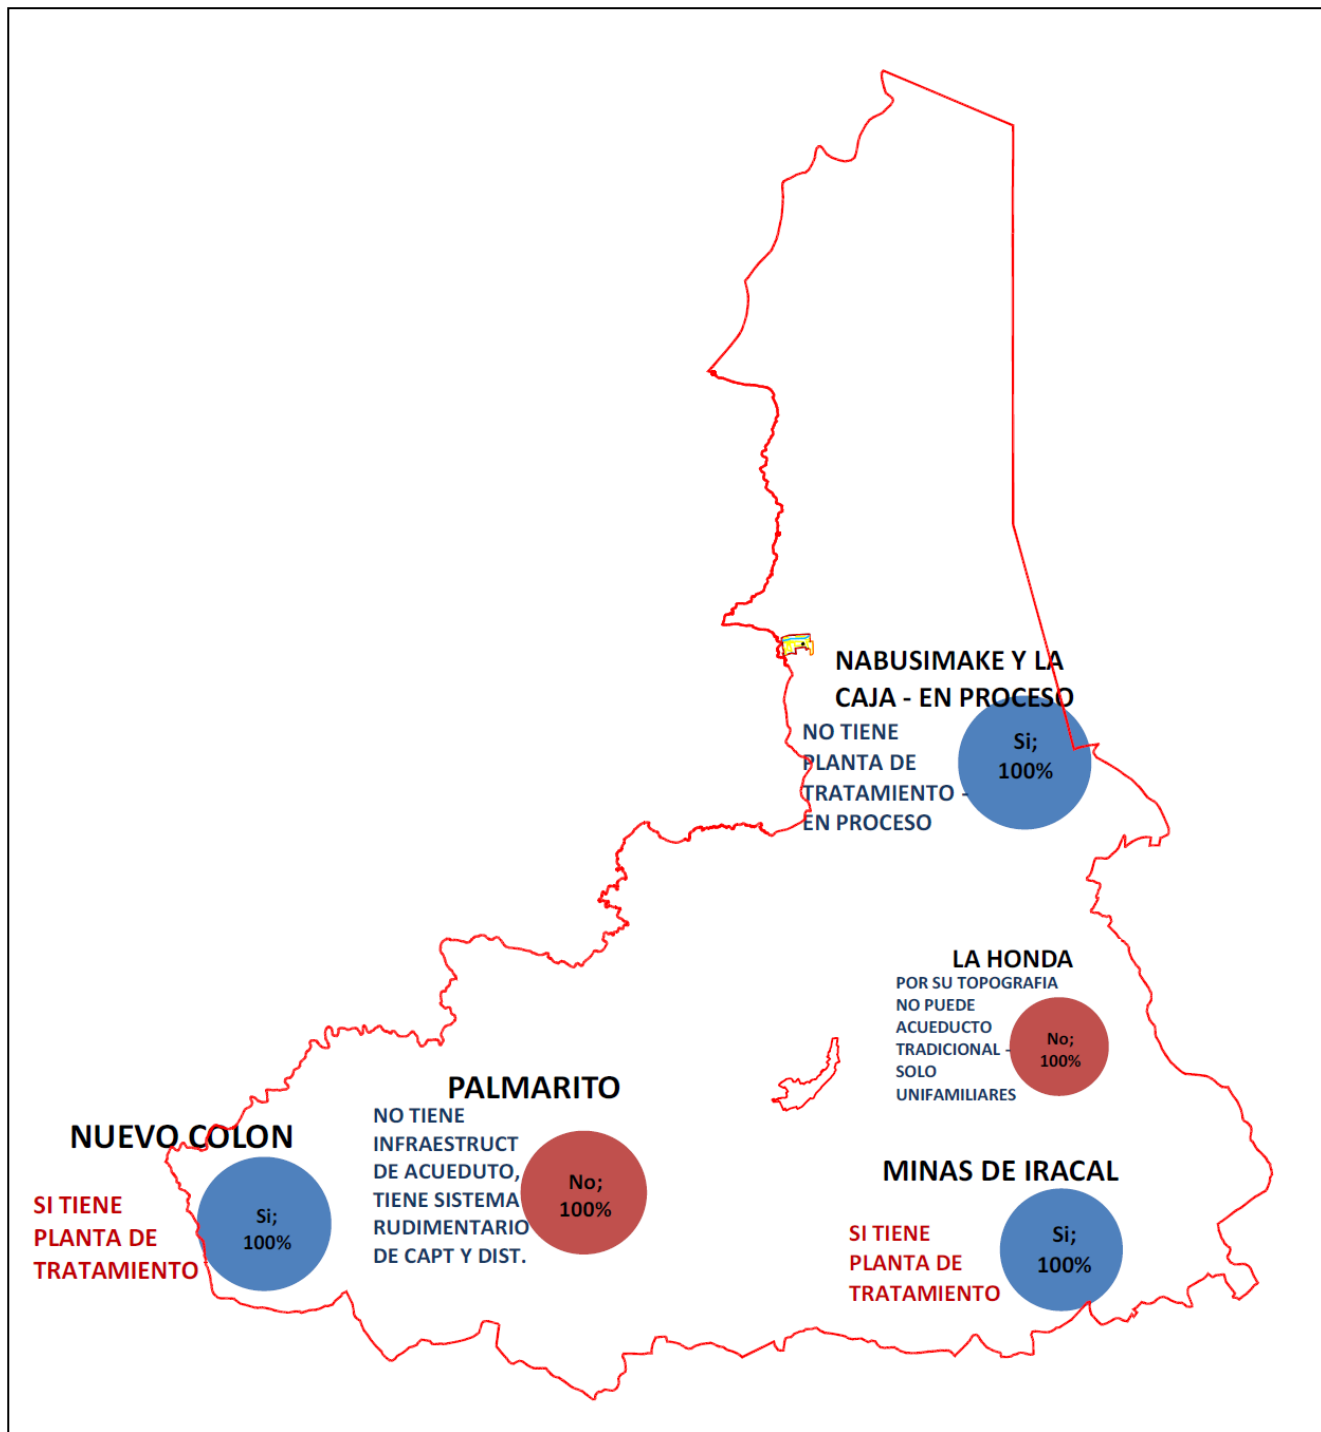 NABUSIMAKE Y LA
CAJA - EN PROCESO
NO TIENE
PLANTA DE
TRATAMIENTO -
EN PROCESO
Si;
100%
LA HONDA
POR SU TOPOGRAFIA
NO PUEDE
ACUEDUCTO
TRADICIONAL -
SOLO
UNIFAMILIARES
No;
100%
PALMARITO
NO TIENE
INFRAESTRUCT
DE ACUEDUTO,
TIENE SISTEMA
RUDIMENTARIO
DE CAPT Y DIST.
No;
100%
NUEVO COLON
SI TIENE
PLANTA DE
TRATAMIENTO
Si;
100%
MINAS DE IRACAL
SI TIENE
PLANTA DE
TRATAMIENTO
Si;
100%